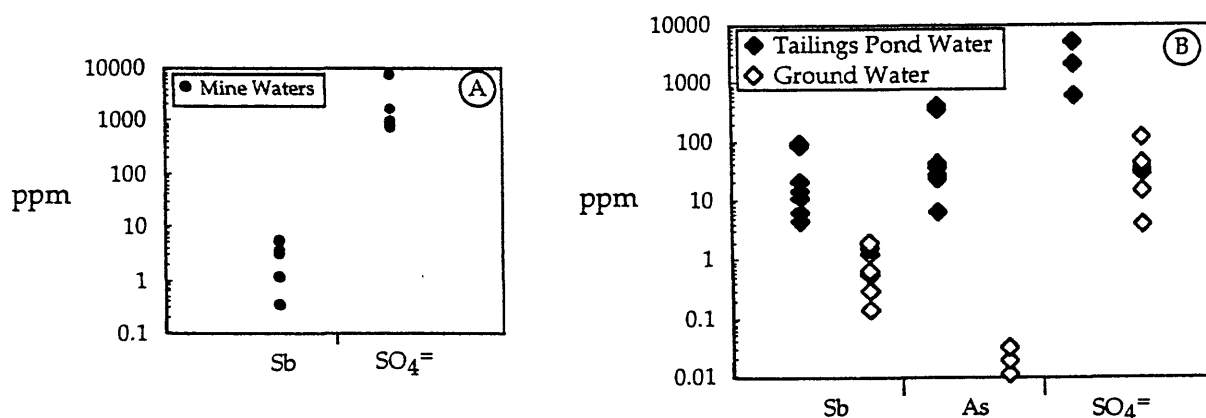 10000
1000
100
10
1
0.1
ppm
Mine Waters
A
Sb SO4=
10000
1000
100
10
1
0.1
0.01
ppm
Tailings Pond Water
Ground Water
B
Sb As SO4=